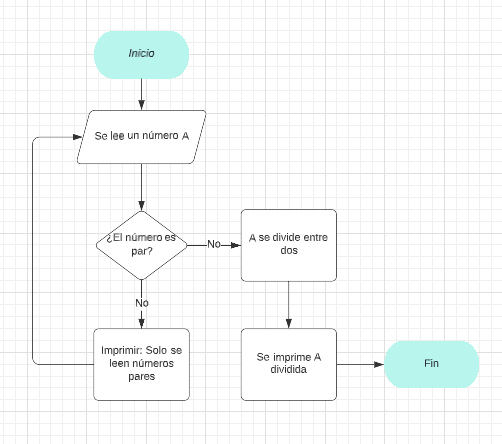 Inicio
Se lee un número A
¿El número es
par?
No
A se divide entre
dos
No
Imprimir: Solo se
leen números
pares
Se imprime A
dividida
Fin